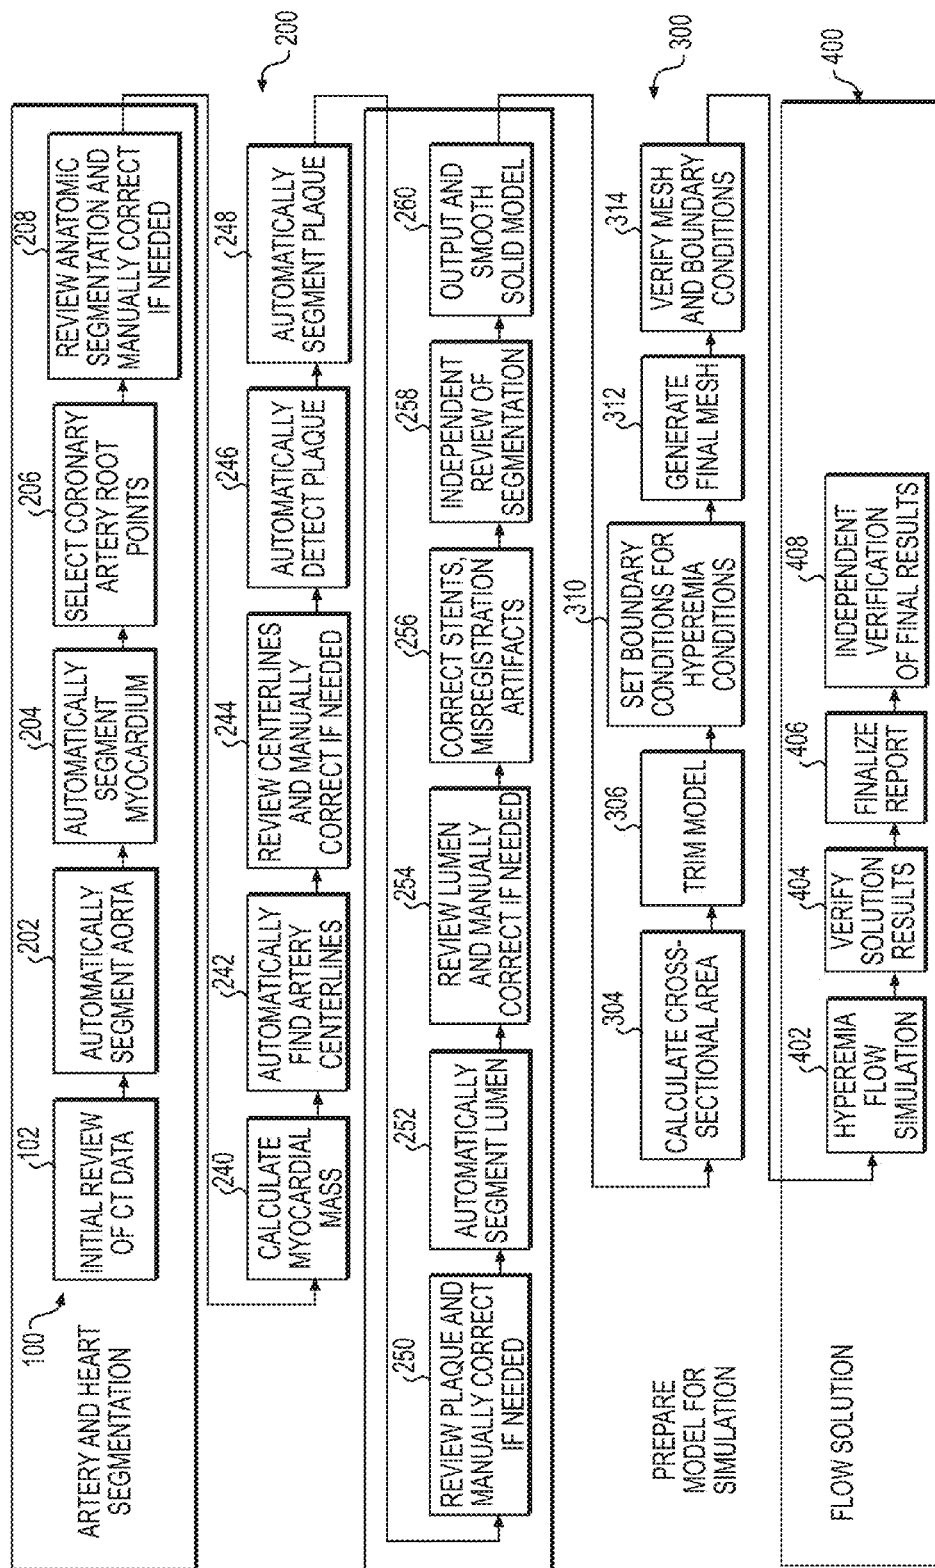 ARTERY AND HEART
SEGMENTATION
100
102
INITIAL REVIEW
OF CT DATA
202
AUTOMATICALLY
SEGMENT AORTA
204
AUTOMATICALLY
SEGMENT
MYOCARDIUM
206
SELECT CORONARY
ARTERY ROOT
POINTS
208
REVIEW ANATOMIC
SEGMENTATION AND
MANUALLY CORRECT
IF NEEDED
200
240
CALCULATE
MYOCARDIAL
MASS
242
AUTOMATICALLY
FIND ARTERY
CENTERLINES
244
REVIEW CENTERLINES
AND MANUALLY
CORRECT IF NEEDED
246
AUTOMATICALLY
DETECT PLAQUE
248
AUTOMATICALLY
SEGMENT PLAQUE
250
REVIEW PLAQUE AND
MANUALLY CORRECT
IF NEEDED
252
AUTOMATICALLY
SEGMENT LUMEN
254
REVIEW LUMEN
AND MANUALLY
CORRECT IF NEEDED
256
CORRECT STENTS,
MISREGISTRATION
ARTIFACTS
258
INDEPENDENT
REVIEW OF
SEGMENTATION
260
OUTPUT AND
SMOOTH
SOLID MODEL
PREPARE
MODEL FOR
SIMULATION
300
304
CALCULATE CROSS-
SECTIONAL AREA
306
TRIM MODEL
310
SET BOUNDARY
CONDITIONS FOR
HYPEREMIA
CONDITIONS
312
GENERATE
FINAL MESH
314
VERIFY MESH
AND BOUNDARY
CONDITIONS
FLOW SOLUTION
400
402
HYPEREMIA
FLOW
SIMULATION
404
VERIFY
SOLUTION
RESULTS
406
FINALIZE
REPORT
408
INDEPENDENT
VERIFICATION
OF FINAL RESULTS